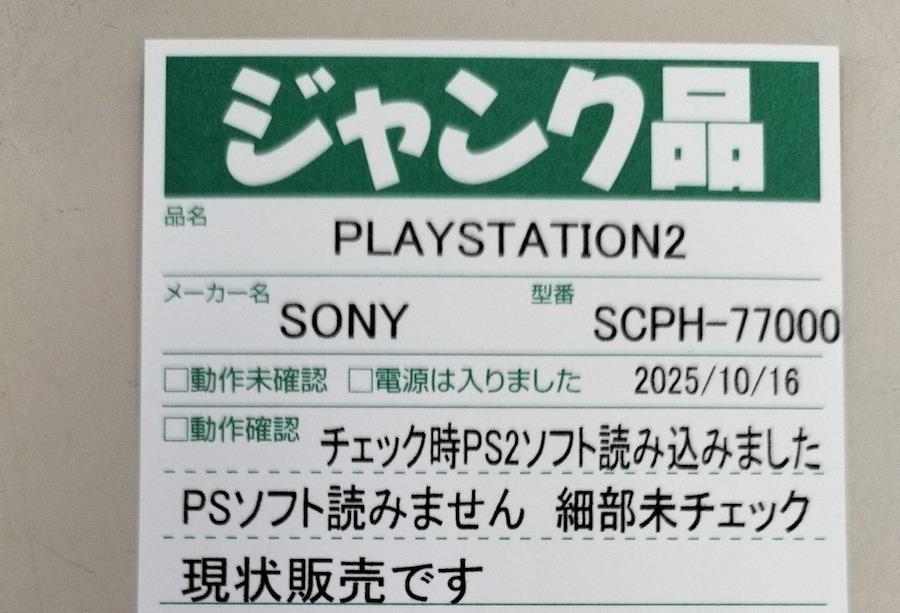 ジャンク品
品名
PLAYSTATION2
メーカー名 SONY 型番 SCPH-77000
□動作未確認 □電源は入りました 2025/10/16
□動作確認 チェック時PS2ソフト読み込みました
PSソフト読みません 細部未チェック
現状販売です